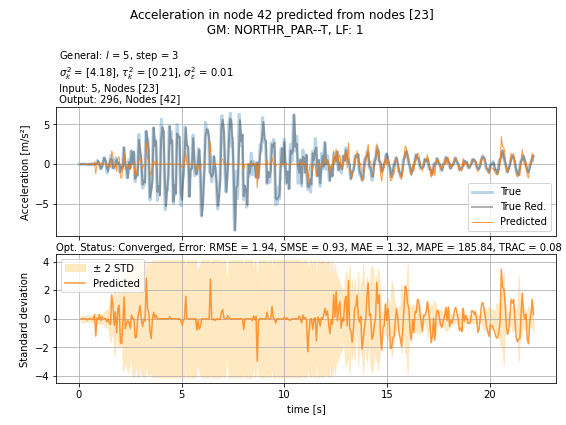 Acceleration in node 42 predicted from nodes [23]
GM: NORTHR_PAR--T, LF: 1
General: l = 5, step = 3
σ²ₖ = [4.18], τ²ₖ = [0.21], σ²ₛ = 0.01
Input: 5, Nodes [23]
Output: 296, Nodes [42]
Acceleration [m/s²]
5
0
−5
True
True Red.
Predicted
Opt. Status: Converged, Error: RMSE = 1.94, SMSE = 0.93, MAE = 1.32, MAPE = 185.84, TRAC = 0.08
Standard deviation
4
2
0
−2
−4
± 2 STD
Predicted
0 5 10 15 20
time [s]